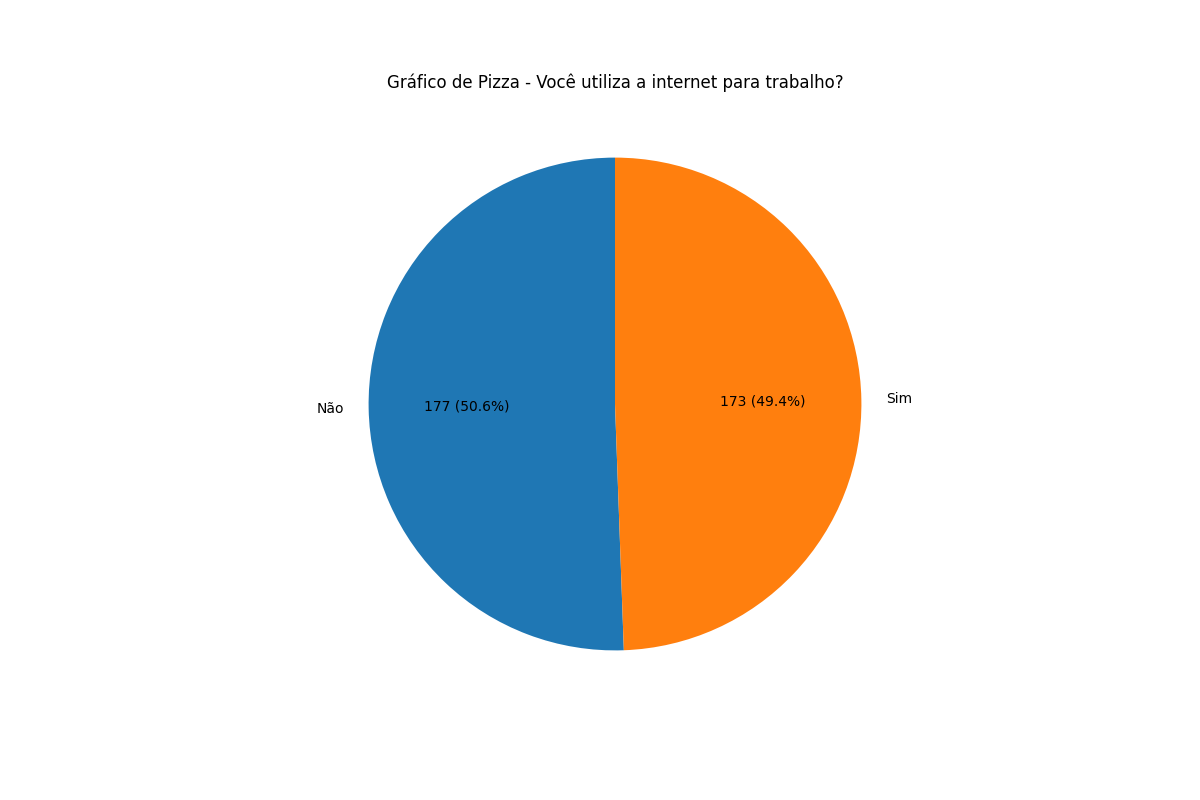 Gráfico de Pizza - Você utiliza a internet para trabalho?
Não
177 (50.6%)
173 (49.4%)
Sim